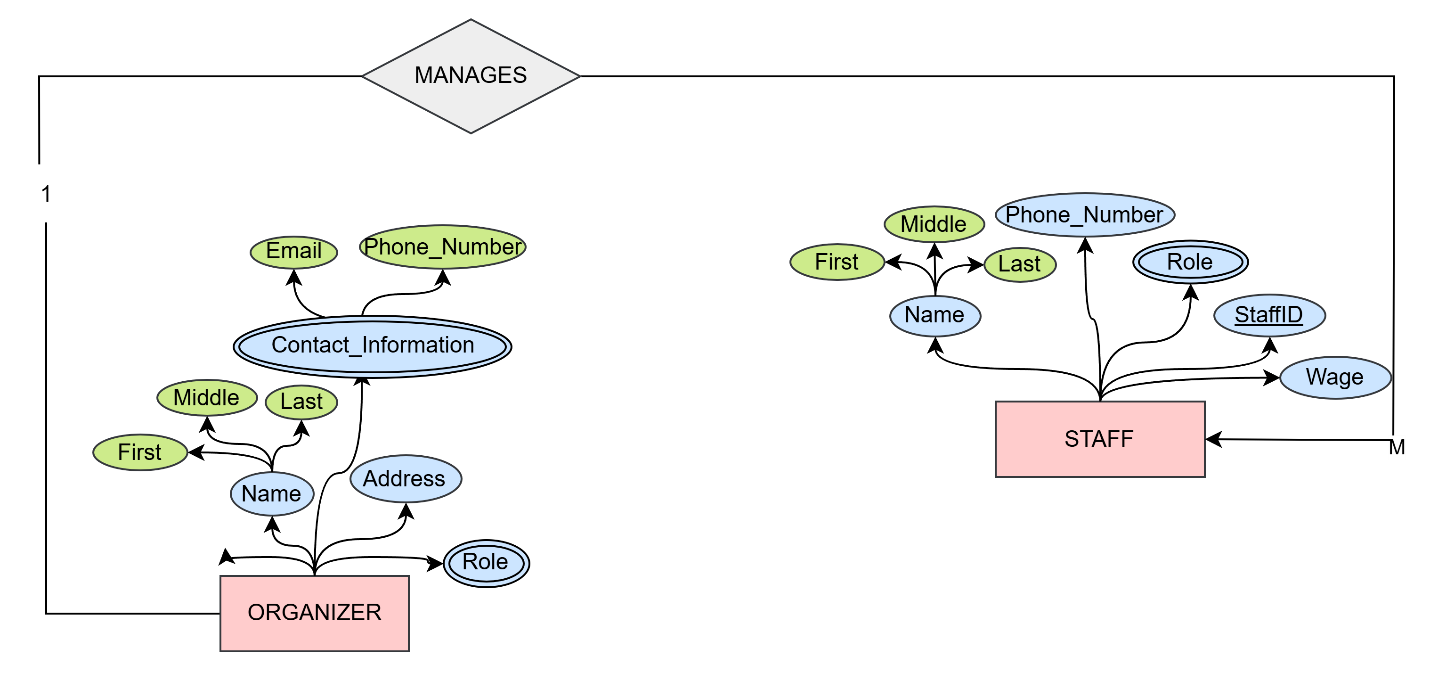 MANAGES
1
Email
Phone_Number
Contact_Information
Middle
Last
First
Name
Address
Role
ORGANIZER
Middle
Phone_Number
First
Last
Role
Name
StaffID
Wage
STAFF
M